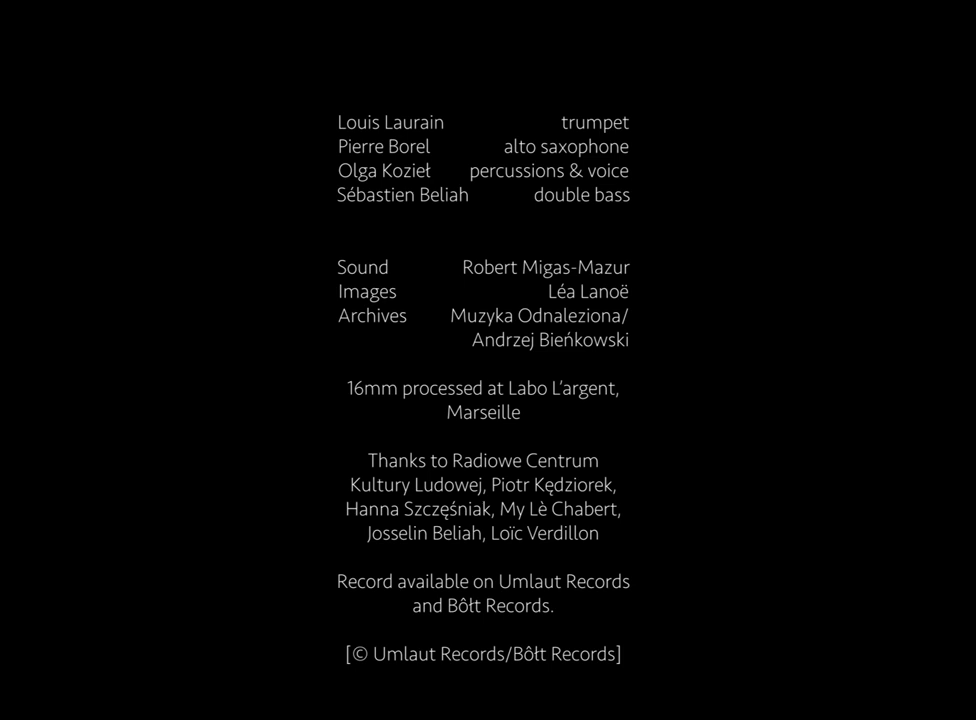 Louis Laurain trumpet
Pierre Borel alto saxophone
Olga Kozieł percussions & voice
Sébastien Beliah double bass
Sound Robert Migas-Mazur
Images Léa Lanoë
Archives Muzyka Odnaleziona/
Andrzej Bieńkowski
16mm processed at Labo L'argent,
Marseille
Thanks to Radiowe Centrum
Kultury Ludowej, Piotr Kędziorek,
Hanna Szczęśniak, My Lè Chabert,
Josselin Beliah, Loïc Verdillon
Record available on Umlaut Records
and Bôłt Records.
[© Umlaut Records/Bôłt Records]